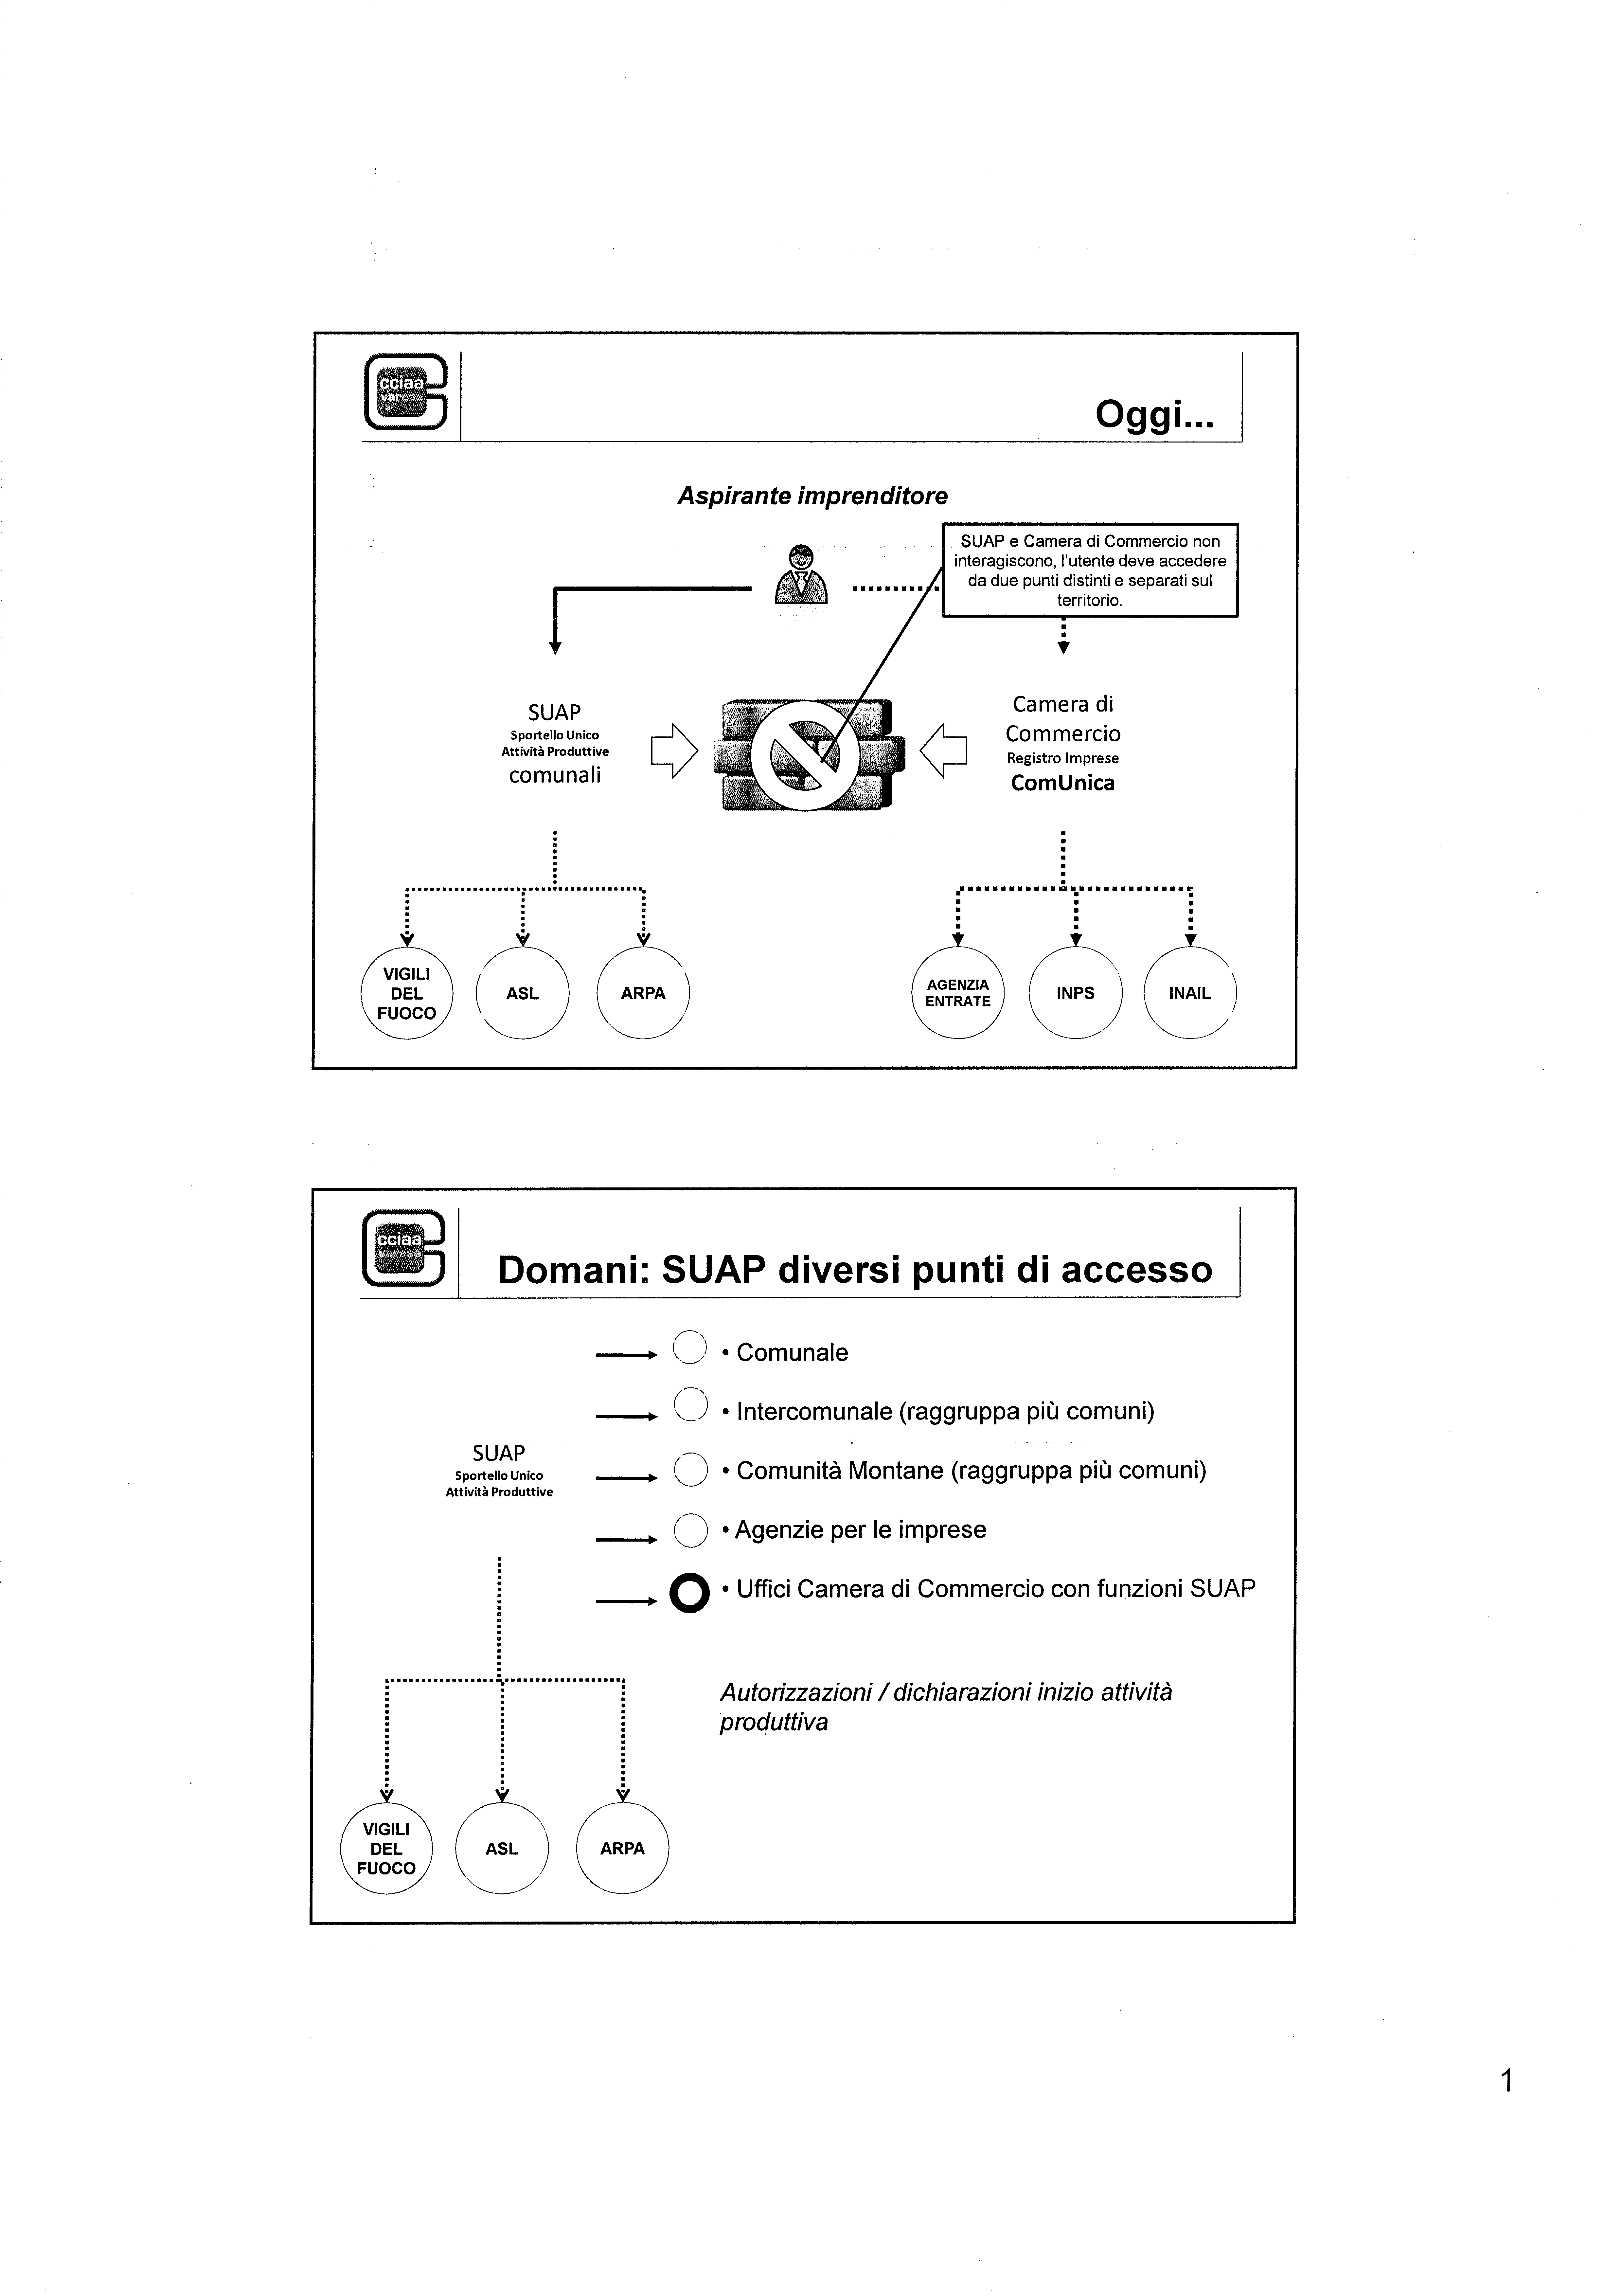 cciaa
varese
Oggi...
Aspirante imprenditore
SUAP e Camera di Commercio non
interagiscono, l'utente deve accedere
da due punti distinti e separati sul
territorio.
SUAP
Sportello Unico
Attività Produttive
comunali
Camera di
Commercio
Registro Imprese
ComUnica
VIGILI
DEL
FUOCO
ASL
ARPA
AGENZIA
ENTRATE
INPS
INAIL
cciaa
varese
Domani: SUAP diversi punti di accesso
• Comunale
• Intercomunale (raggruppa più comuni)
• Comunità Montane (raggruppa più comuni)
• Agenzie per le imprese
• Uffici Camera di Commercio con funzioni SUAP
SUAP
Sportello Unico
Attività Produttive
Autorizzazioni / dichiarazioni inizio attività
produttiva
VIGILI
DEL
FUOCO
ASL
ARPA
1